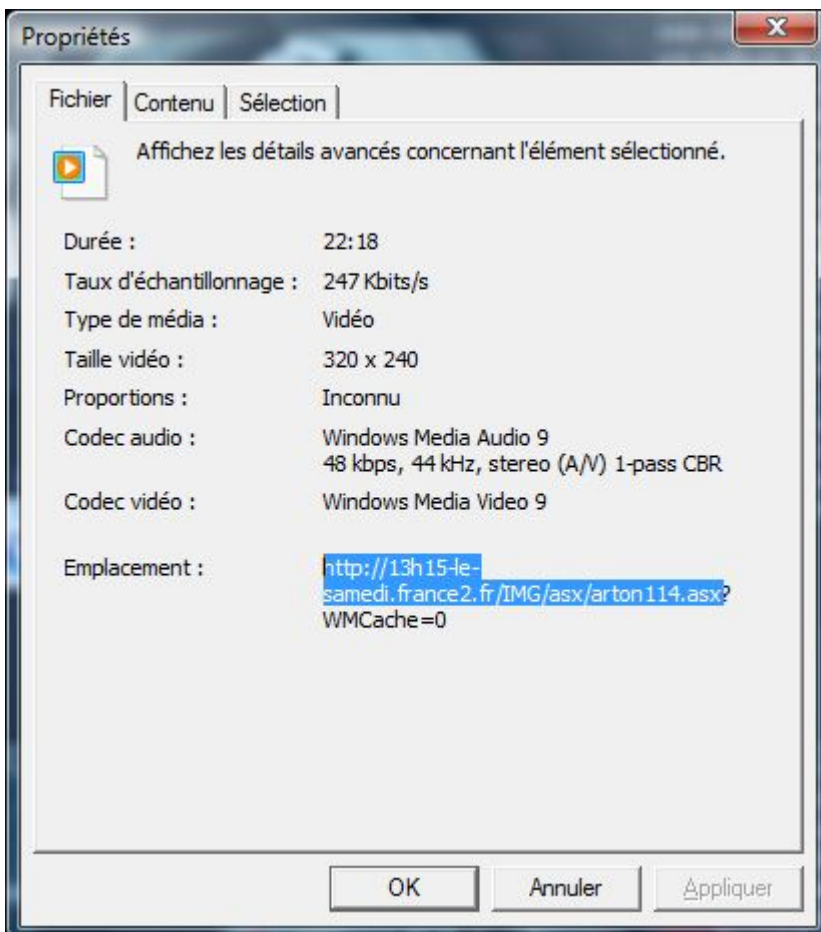 Propriétés
Fichier Contenu Sélection
Affichez les détails avancés concernant l'élément sélectionné.
Durée : 22:18
Taux d'échantillonnage : 247 Kbits/s
Type de média : Vidéo
Taille vidéo : 320 x 240
Proportions : Inconnu
Codec audio : Windows Media Audio 9
48 kbps, 44 kHz, stereo (A/V) 1-pass CBR
Codec vidéo : Windows Media Video 9
Emplacement : http://13h15-le-
samedi.france2.fr/IMG/asx/arton114.asx?
WMCache=0
OK Annuler Appliquer